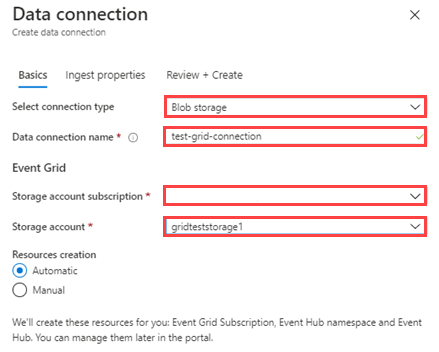 Data connection
Create data connection
Basics Ingest properties Review + Create
Select connection type Blob storage
Data connection name * test-grid-connection
Event Grid
Storage account subscription *
Storage account * gridteststorage1
Resources creation
Automatic
Manual
We'll create these resources for you: Event Grid Subscription, Event Hub namespace and Event
Hub. You can manage them later in the portal.